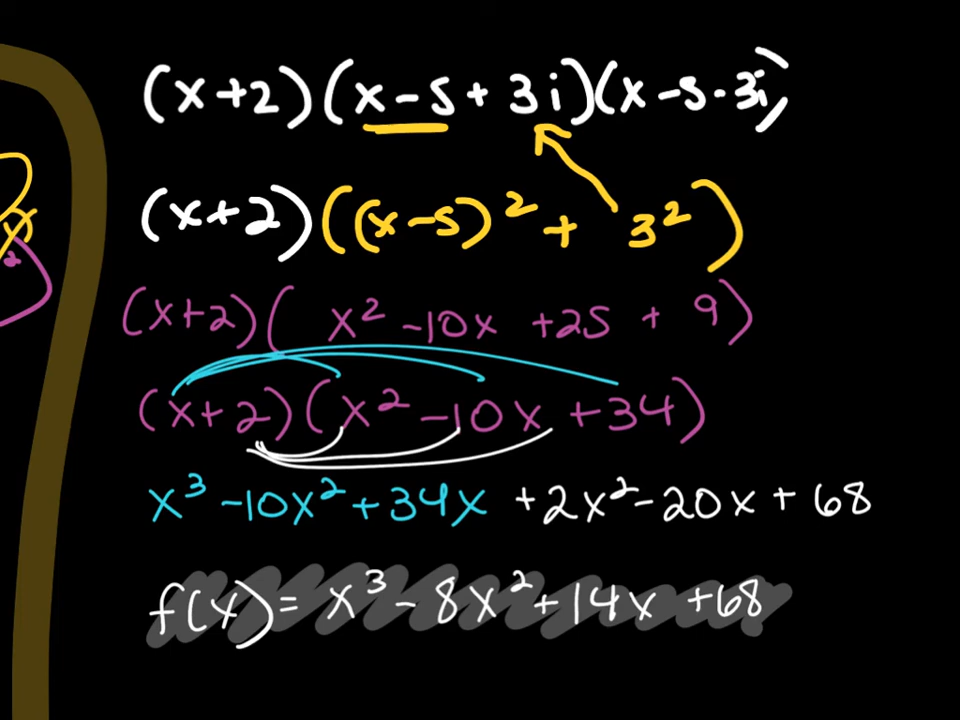 (x+2)(x-5+3i)(x-5-3i)
(x+2)((x-5)²+3²)
(x+2)(x²-10x+25+9)
(x+2)(x²-10x+34)
x³-10x²+34x+2x²-20x+68
f(x)=x³-8x²+14x+68